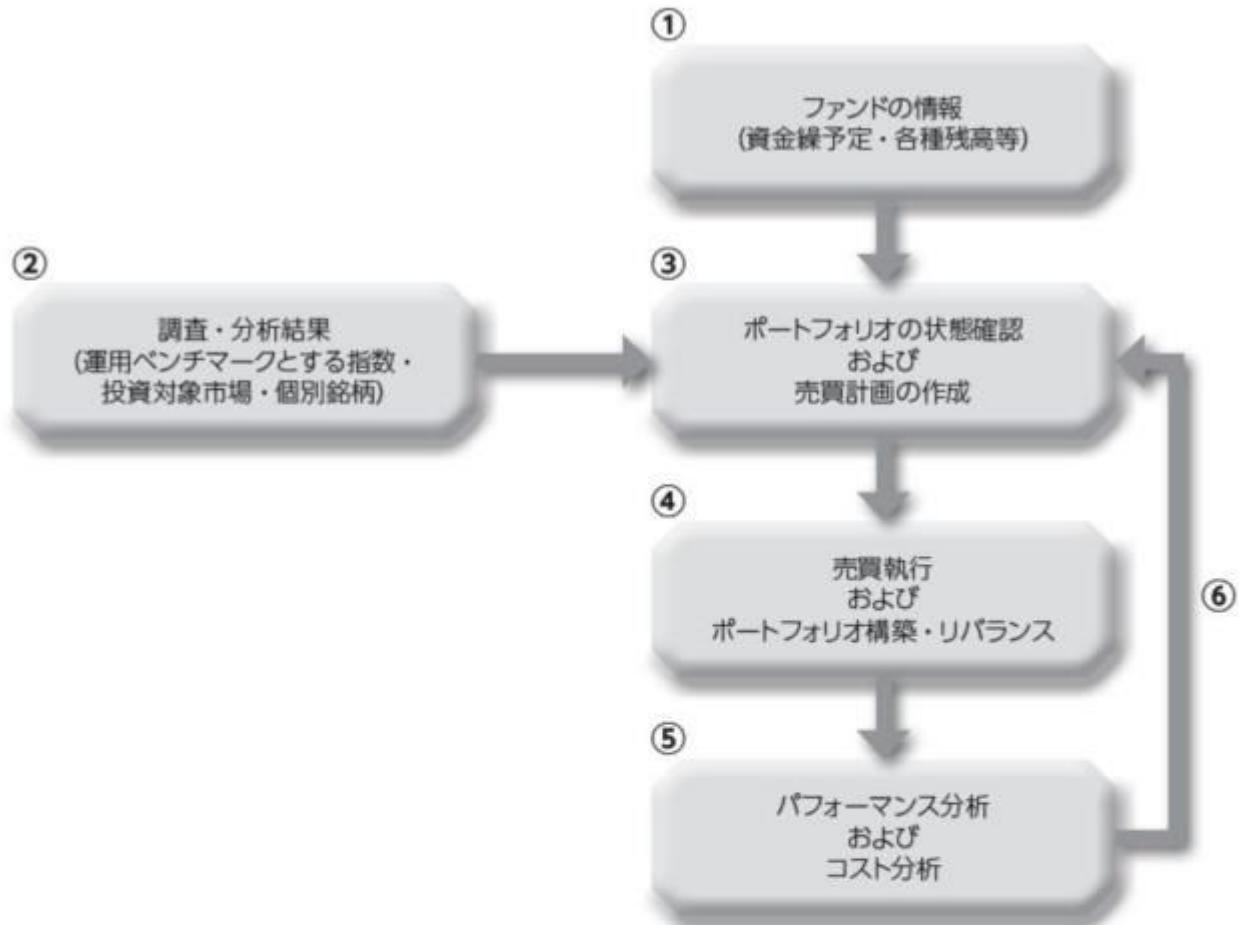 ①
ファンドの情報
(資金繰予定・各種残高等)
②
調査・分析結果
(運用ベンチマークとする指数・
投資対象市場・個別銘柄)
③
ポートフォリオの状態確認
および
売買計画の作成
④
売買執行
および
ポートフォリオ構築・リバランス
⑤
パフォーマンス分析
および
コスト分析
⑥